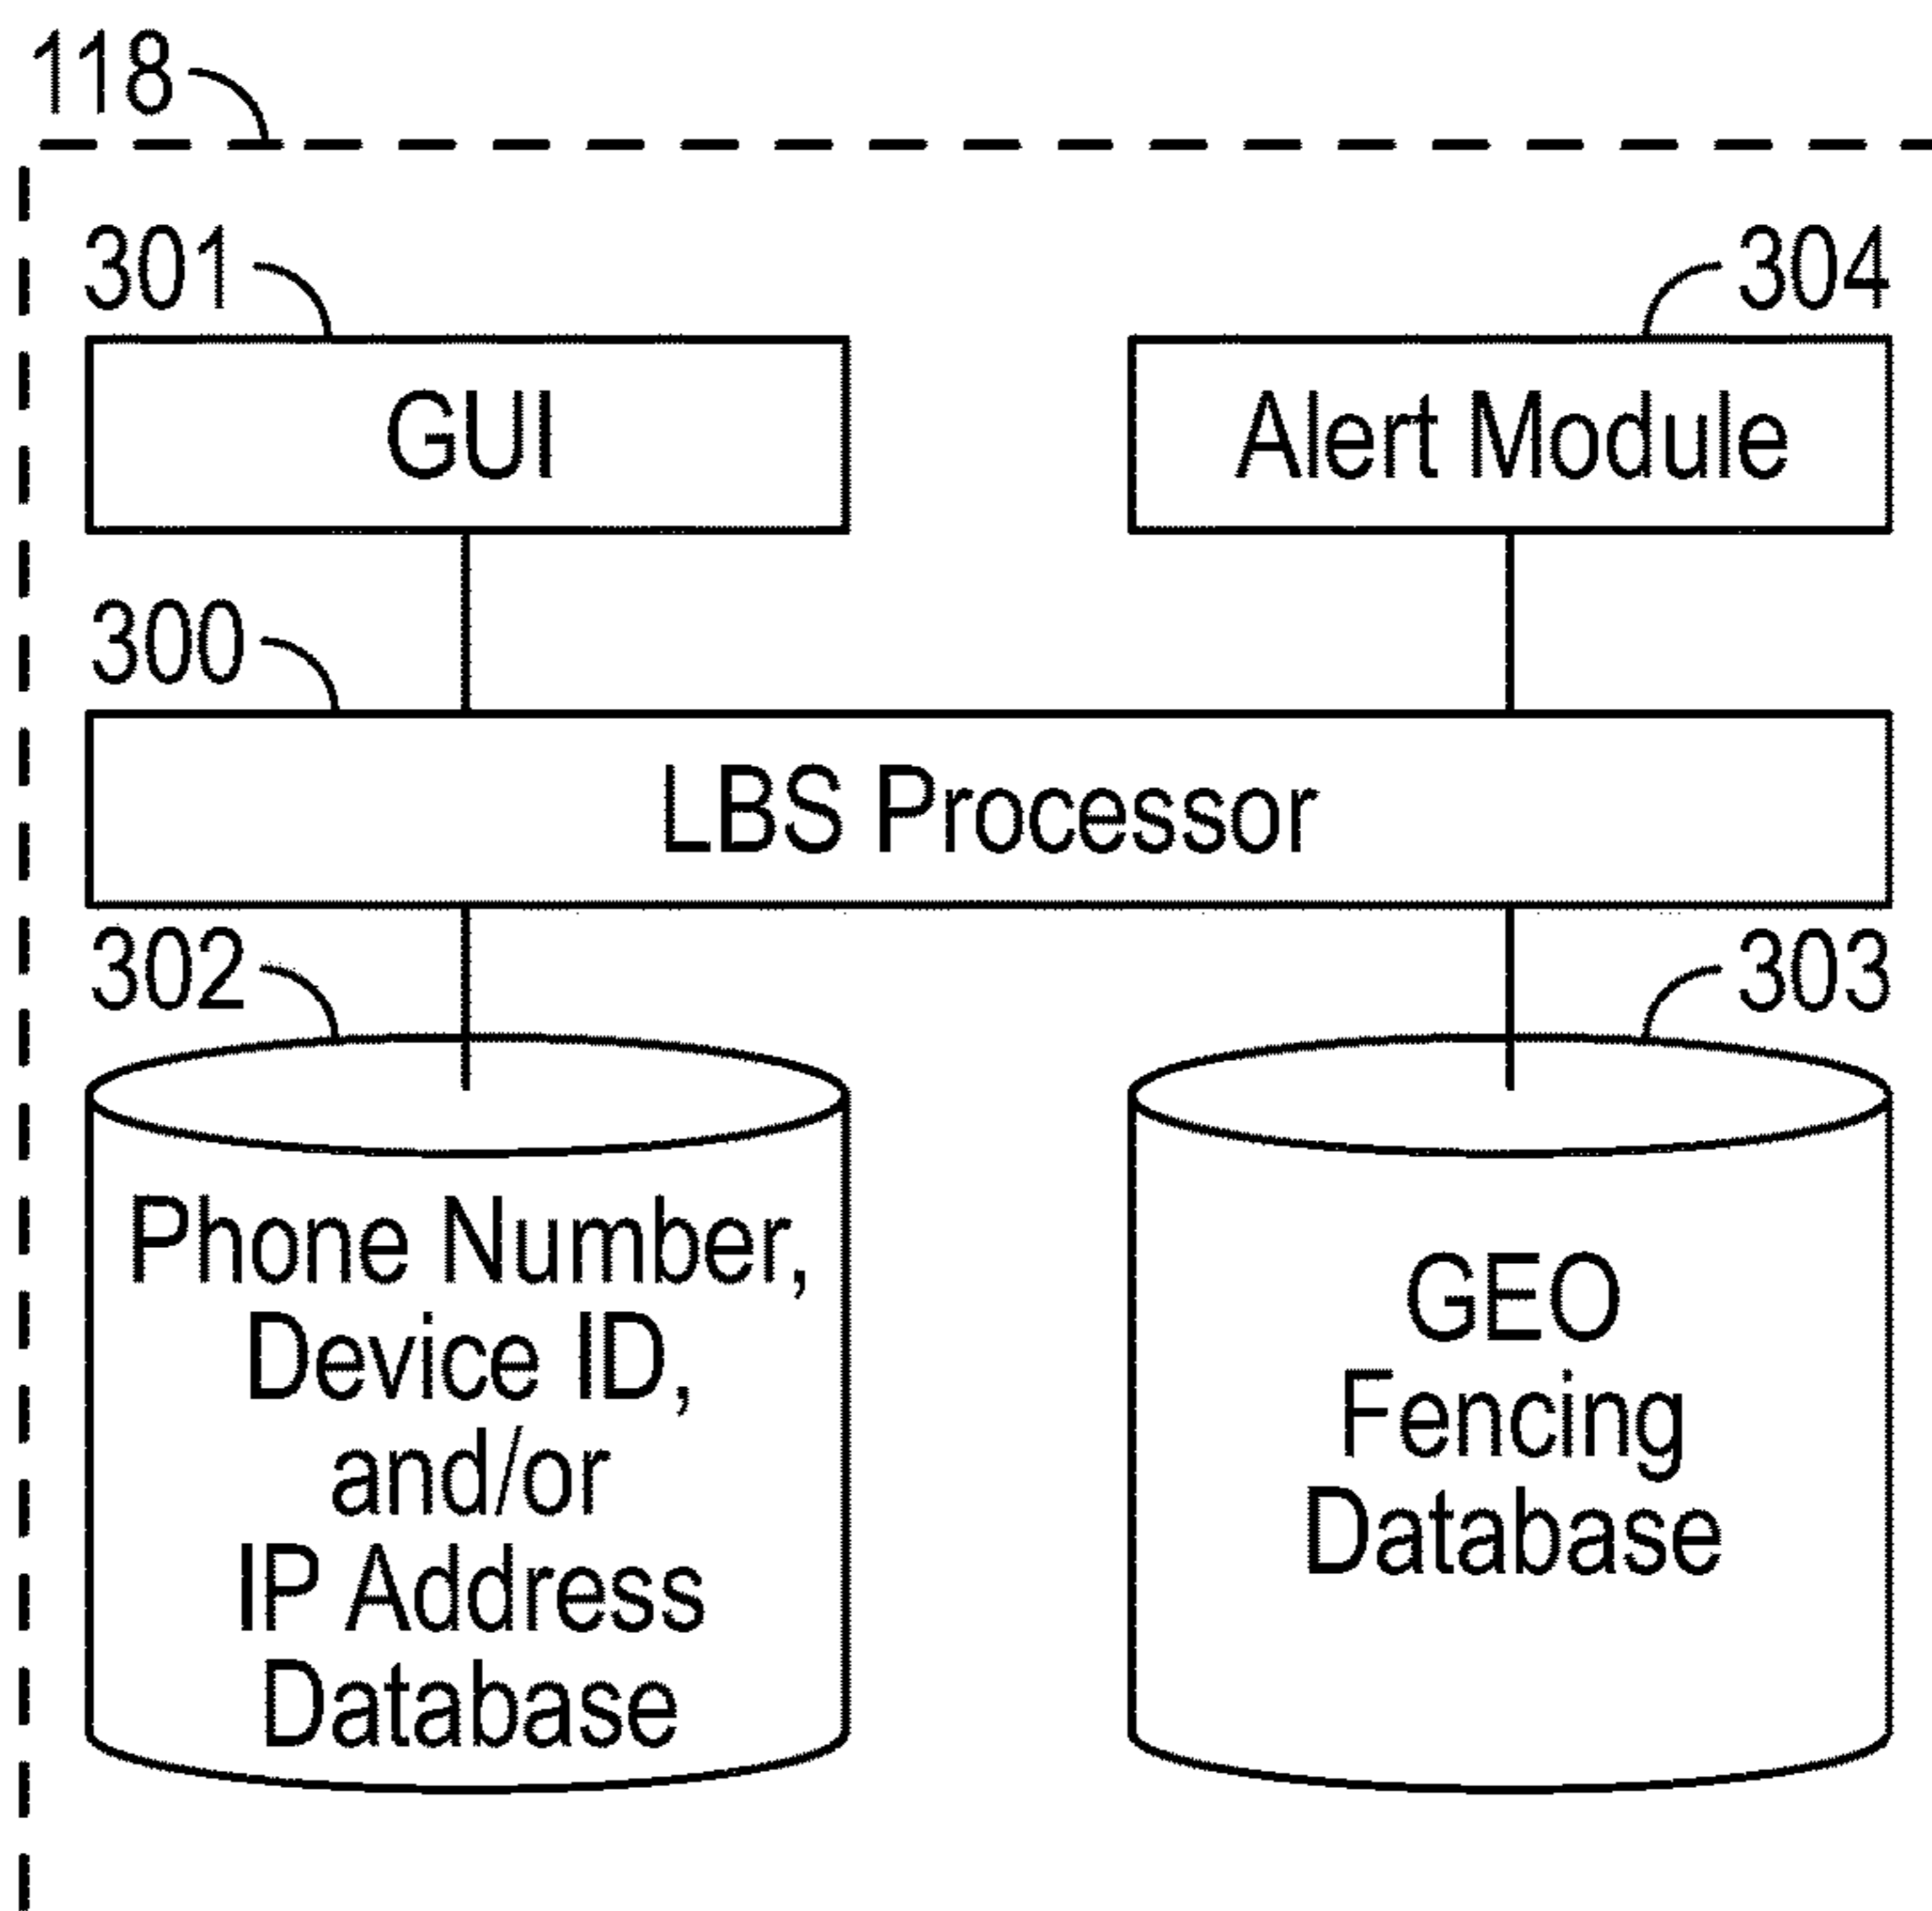 118
301
304
GUI
Alert Module
300
LBS Processor
302
303
Phone Number,
Device ID,
and/or
IP Address
Database
GEO
Fencing
Database